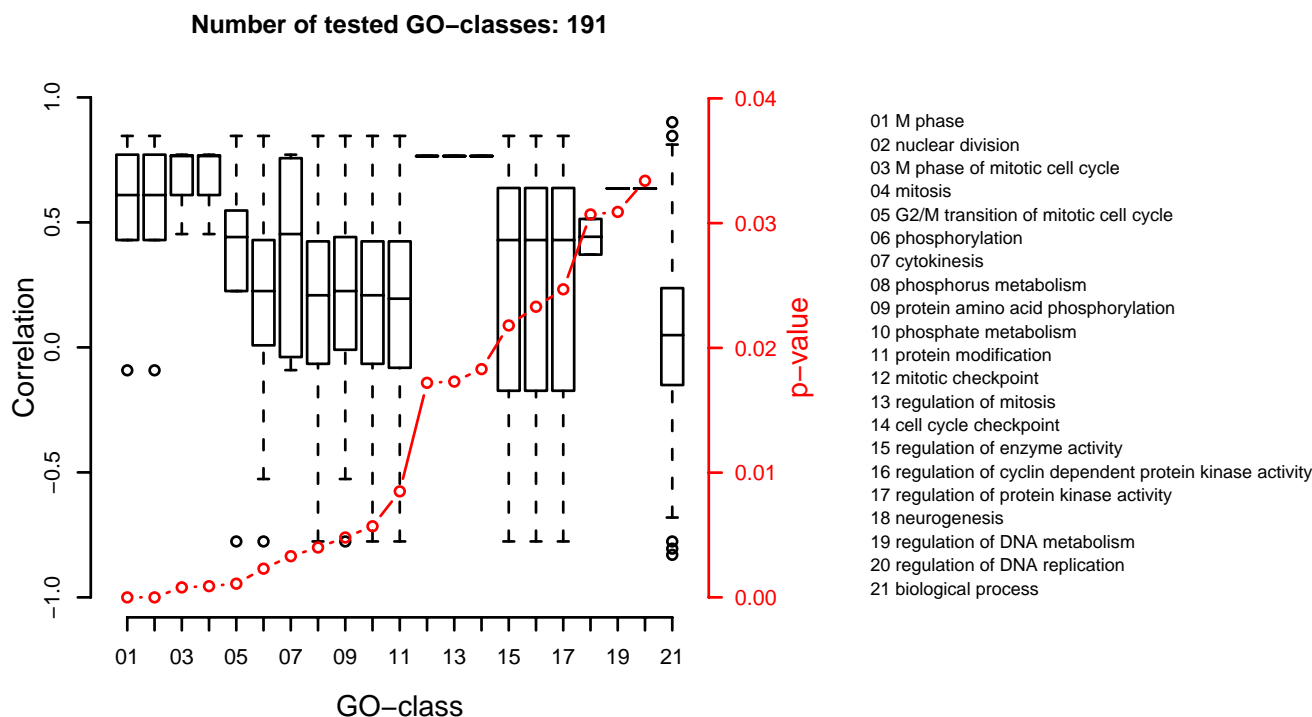 Number of tested GO−classes: 191
1.0
0.5
0.0
−0.5
−1.0
Correlation
0.04
0.03
0.02
0.01
0.00
p−value
01 03 05 07 09 11 13 15 17 19 21
GO−class
01 M phase
02 nuclear division
03 M phase of mitotic cell cycle
04 mitosis
05 G2/M transition of mitotic cell cycle
06 phosphorylation
07 cytokinesis
08 phosphorus metabolism
09 protein amino acid phosphorylation
10 phosphate metabolism
11 protein modification
12 mitotic checkpoint
13 regulation of mitosis
14 cell cycle checkpoint
15 regulation of enzyme activity
16 regulation of cyclin dependent protein kinase activity
17 regulation of protein kinase activity
18 neurogenesis
19 regulation of DNA metabolism
20 regulation of DNA replication
21 biological process